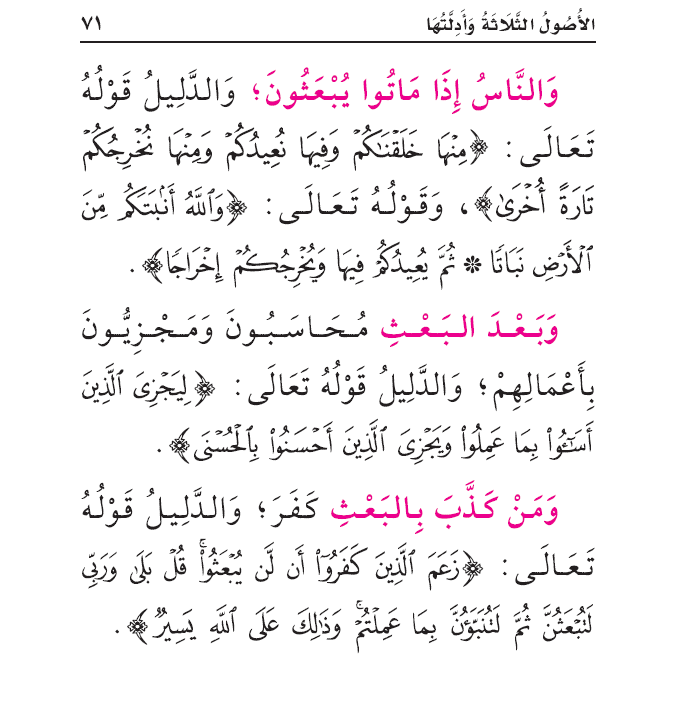 الأُصُولُ الثَّلَاثَةُ وَأَدِلَّتُهَا ٧١
وَالنَّاسُ إِذَا مَاتُوا يُبْعَثُونَ؛ وَالدَّلِيلُ قَوْلُهُ
تَعَالَى: ﴿مِنْهَا خَلَقْنَٰكُمْ وَفِيهَا نُعِيدُكُمْ وَمِنْهَا نُخْرِجُكُمْ
تَارَةً أُخْرَىٰ﴾، وَقَوْلُهُ تَعَالَى: ﴿وَٱللَّهُ أَنۢبَتَكُم مِّنَ
ٱلْأَرْضِ نَبَاتًا * ثُمَّ يُعِيدُكُمْ فِيهَا وَيُخْرِجُكُمْ إِخْرَاجًا﴾.
وَبَعْدَ البَعْثِ مُحَاسَبُونَ وَمَجْزِيُّونَ
بِأَعْمَالِهِمْ؛ وَالدَّلِيلُ قَوْلُهُ تَعَالَى: ﴿لِيَجْزِىَ ٱلَّذِينَ
أَسَٰٓـُٔوا۟ بِمَا عَمِلُوا۟ وَيَجْزِىَ ٱلَّذِينَ أَحْسَنُوا۟ بِٱلْحُسْنَى﴾.
وَمَنْ كَذَّبَ بِالبَعْثِ كَفَرَ؛ وَالدَّلِيلُ قَوْلُهُ
تَعَالَى: ﴿زَعَمَ ٱلَّذِينَ كَفَرُوٓا۟ أَن لَّن يُبْعَثُوا۟ۚ قُلْ بَلَىٰ وَرَبِّى
لَتُبْعَثُنَّ ثُمَّ لَتُنَبَّؤُنَّ بِمَا عَمِلْتُمْۚ وَذَٰلِكَ عَلَى ٱللَّهِ يَسِيرٌ﴾.